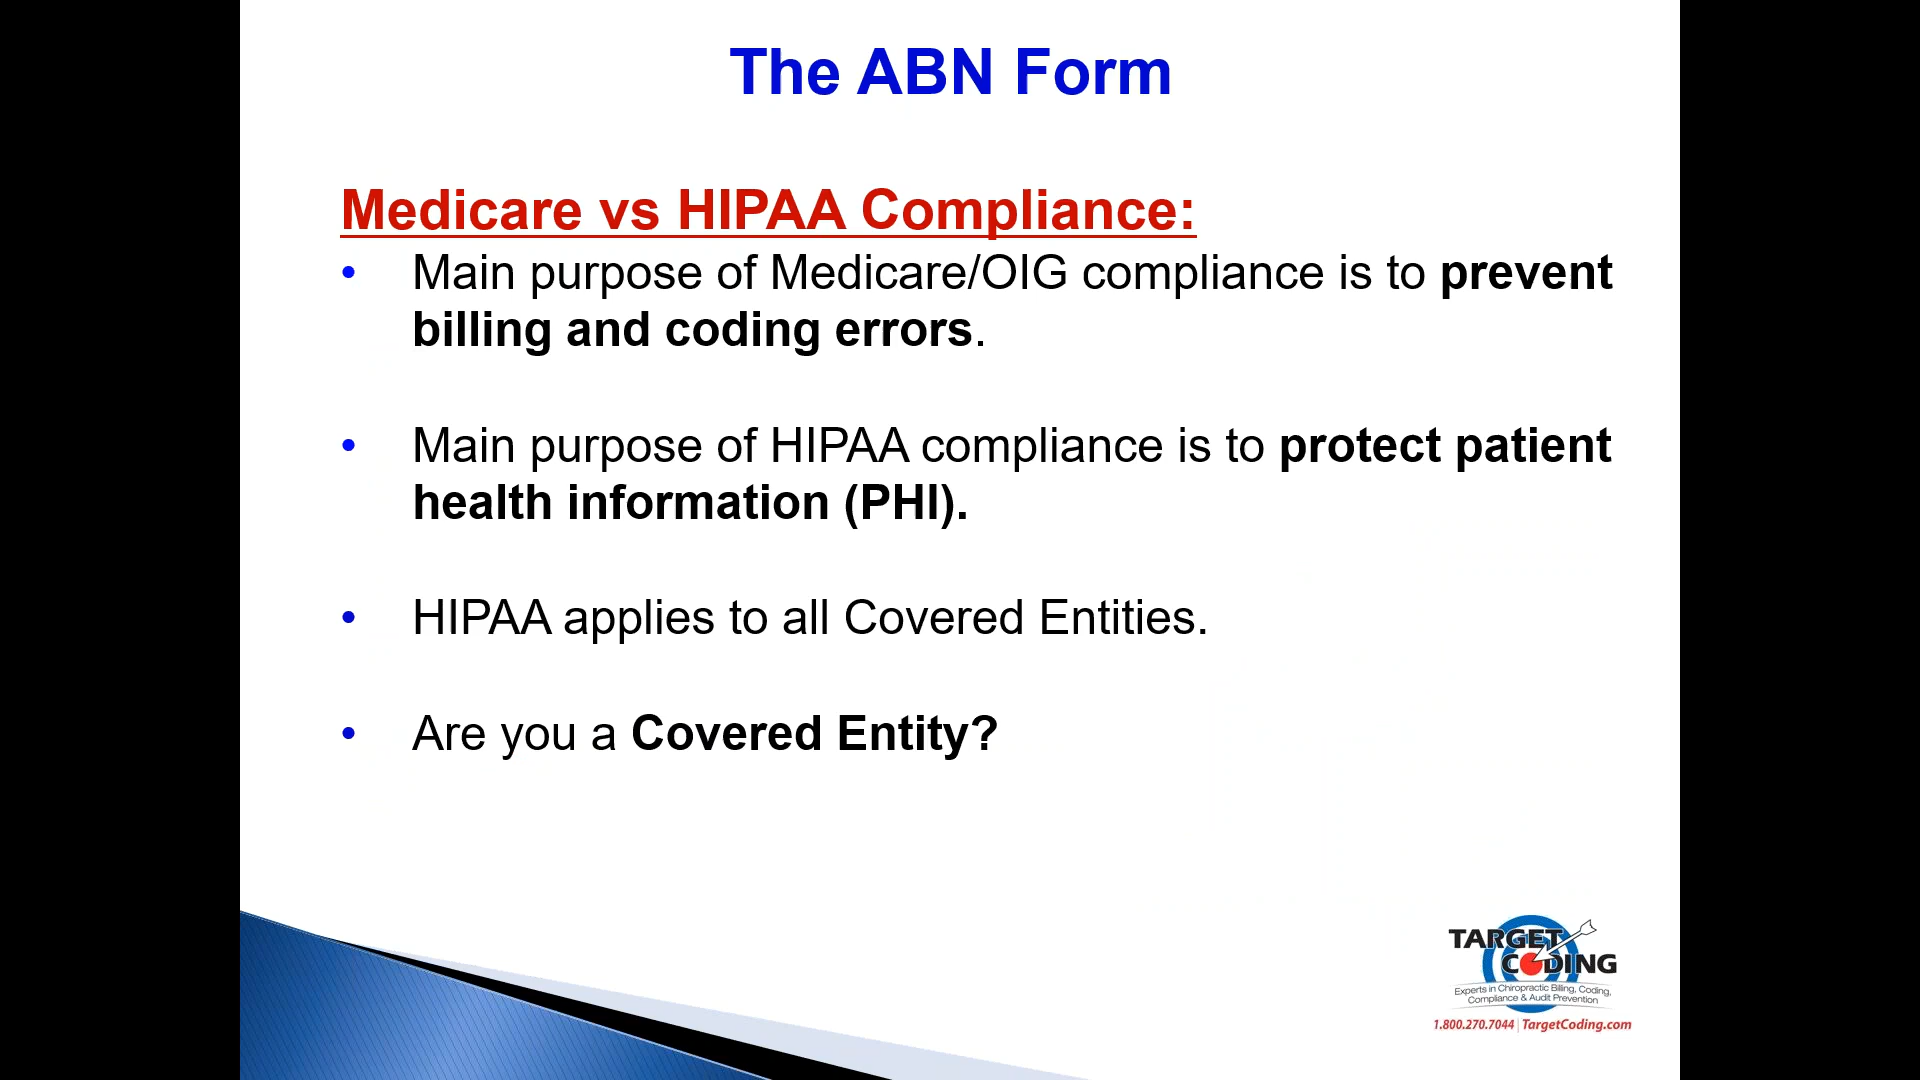 The ABN Form
Medicare vs HIPAA Compliance:
• Main purpose of Medicare/OIG compliance is to prevent
billing and coding errors.
• Main purpose of HIPAA compliance is to protect patient
health information (PHI).
• HIPAA applies to all Covered Entities.
• Are you a Covered Entity?
TARGET
CODING
Experts in Chiropractic Billing, Coding,
Compliance & Audit Prevention
1.800.270.7044 | TargetCoding.com